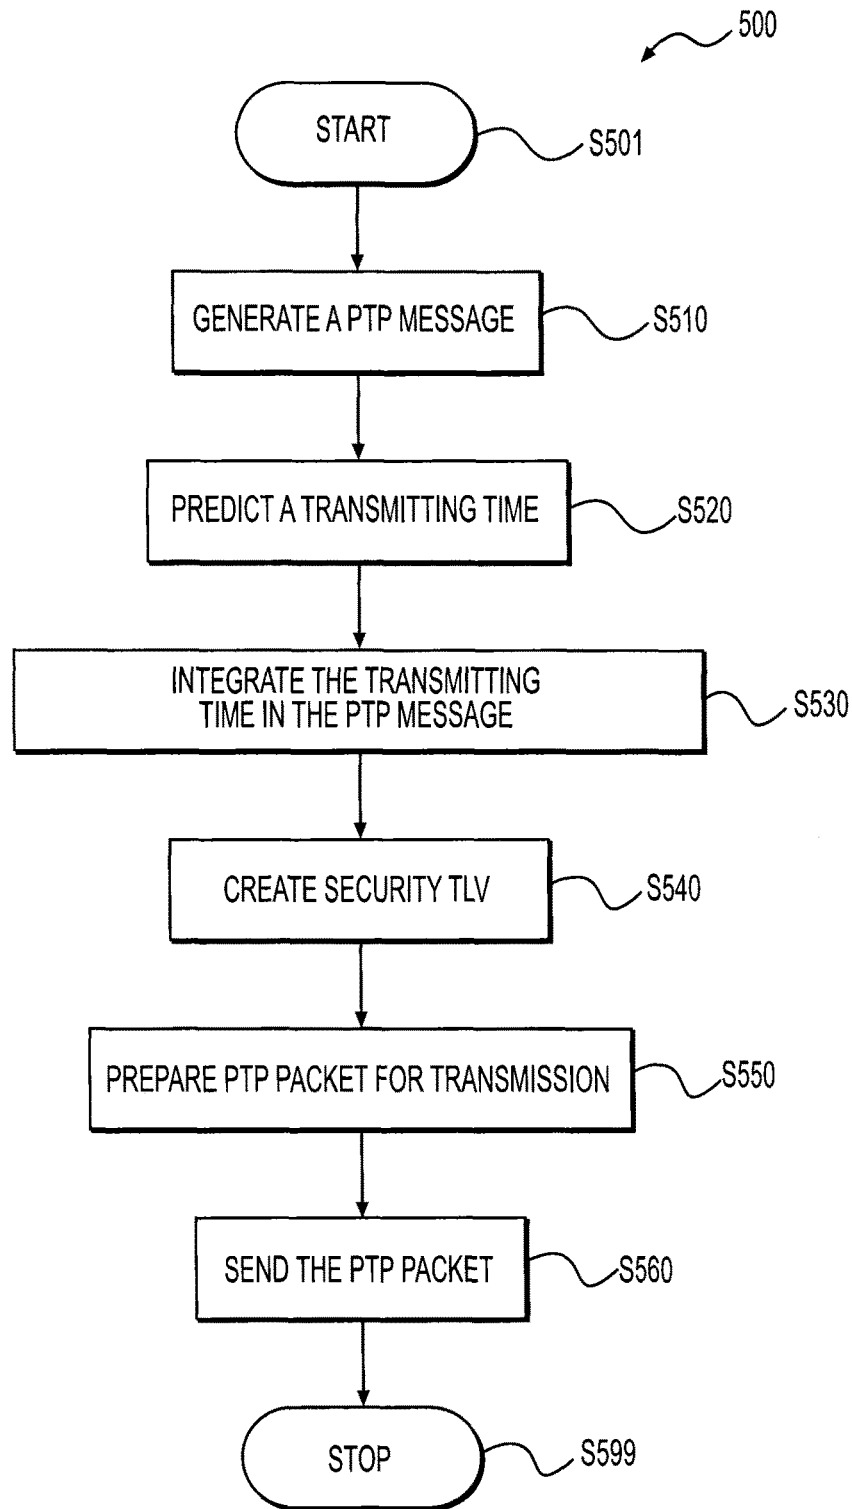 500
START
S501
GENERATE A PTP MESSAGE
S510
PREDICT A TRANSMITTING TIME
S520
INTEGRATE THE TRANSMITTING
TIME IN THE PTP MESSAGE
S530
CREATE SECURITY TLV
S540
PREPARE PTP PACKET FOR TRANSMISSION
S550
SEND THE PTP PACKET
S560
STOP
S599